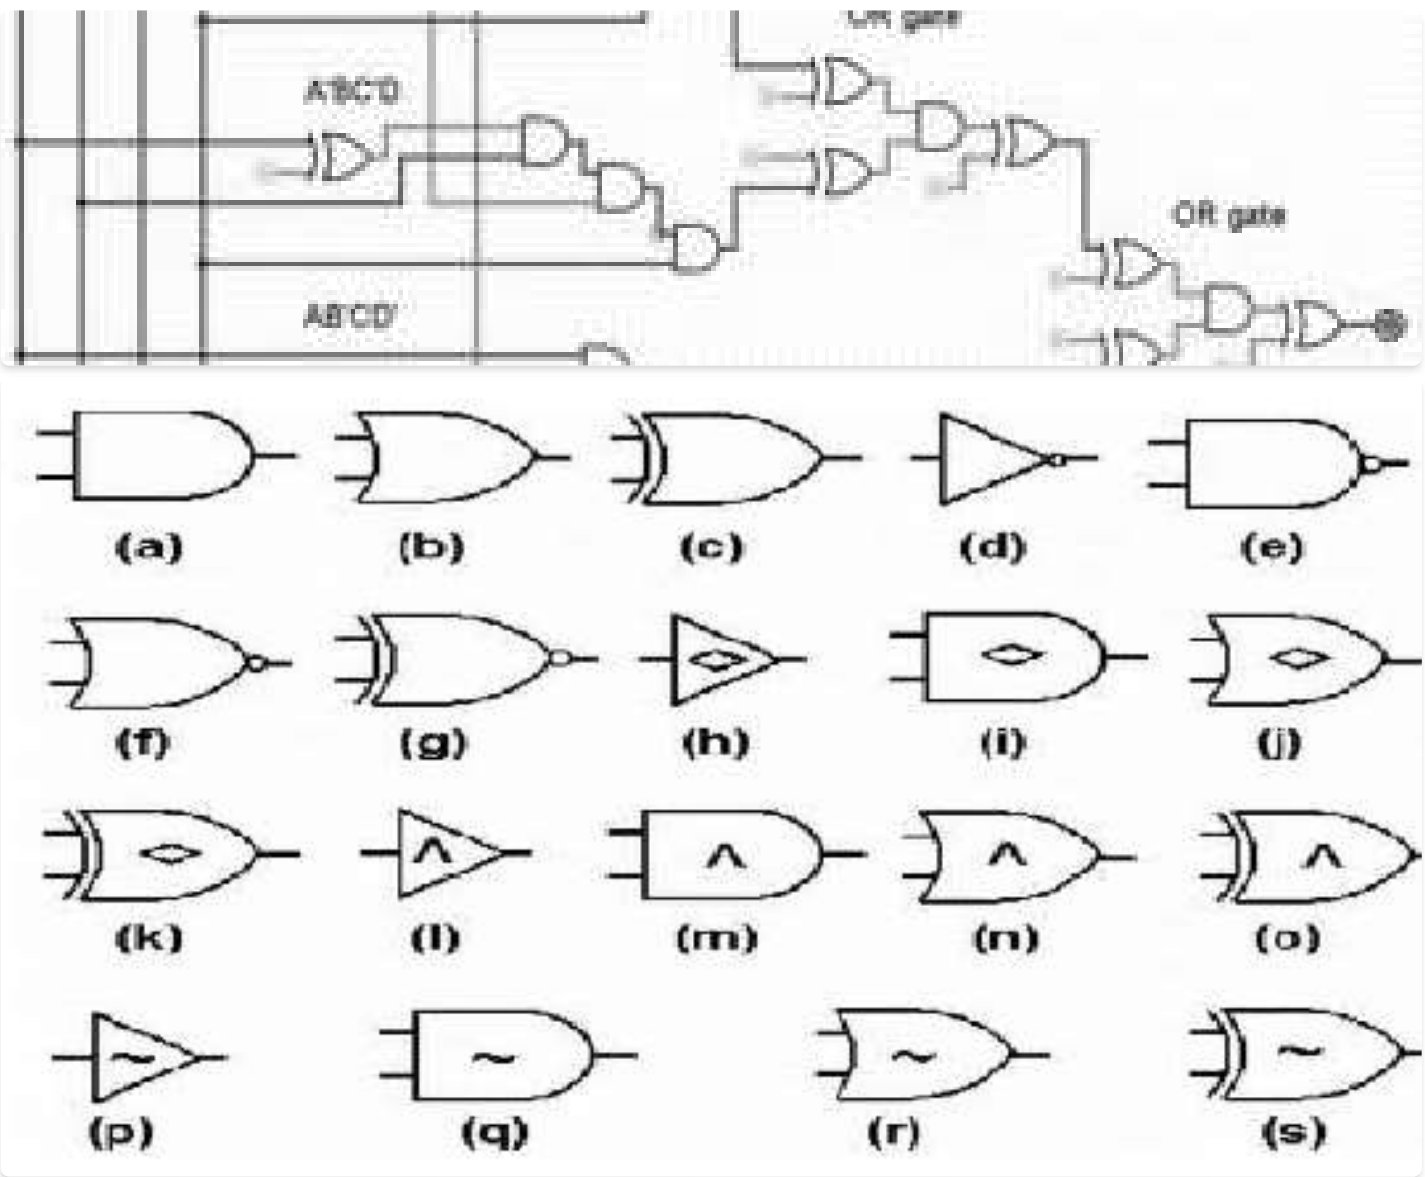 OR gate
A'BC'D
OR gate
AB'CD'
(a) (b) (c) (d) (e)
(f) (g) (h) (i) (j)
(k) (l) (m) (n) (o)
(p) (q) (r) (s)